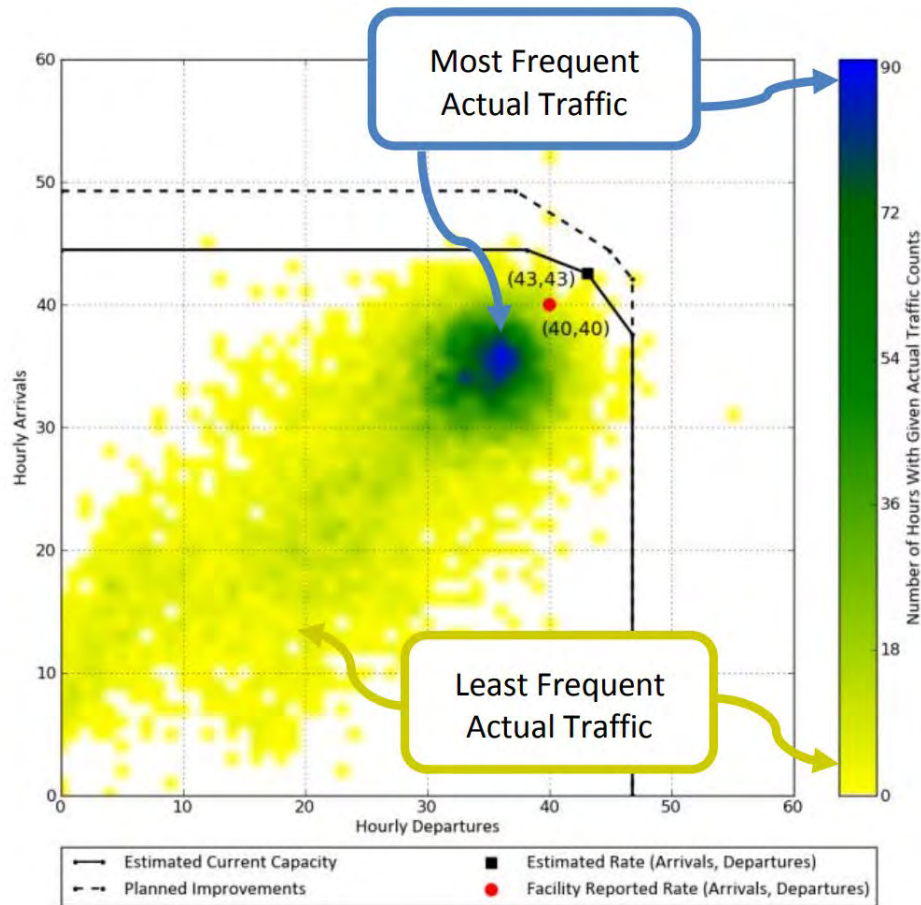 Most Frequent
Actual Traffic
60
50
40
30
20
10
0
Hourly Arrivals
(43,43)
(40,40)
Least Frequent
Actual Traffic
0
10
20
30
40
50
60
Hourly Departures
90
72
54
36
18
0
Number of Hours With Given Actual Traffic Counts
Estimated Current Capacity
Planned Improvements
Estimated Rate (Arrivals, Departures)
Facility Reported Rate (Arrivals, Departures)